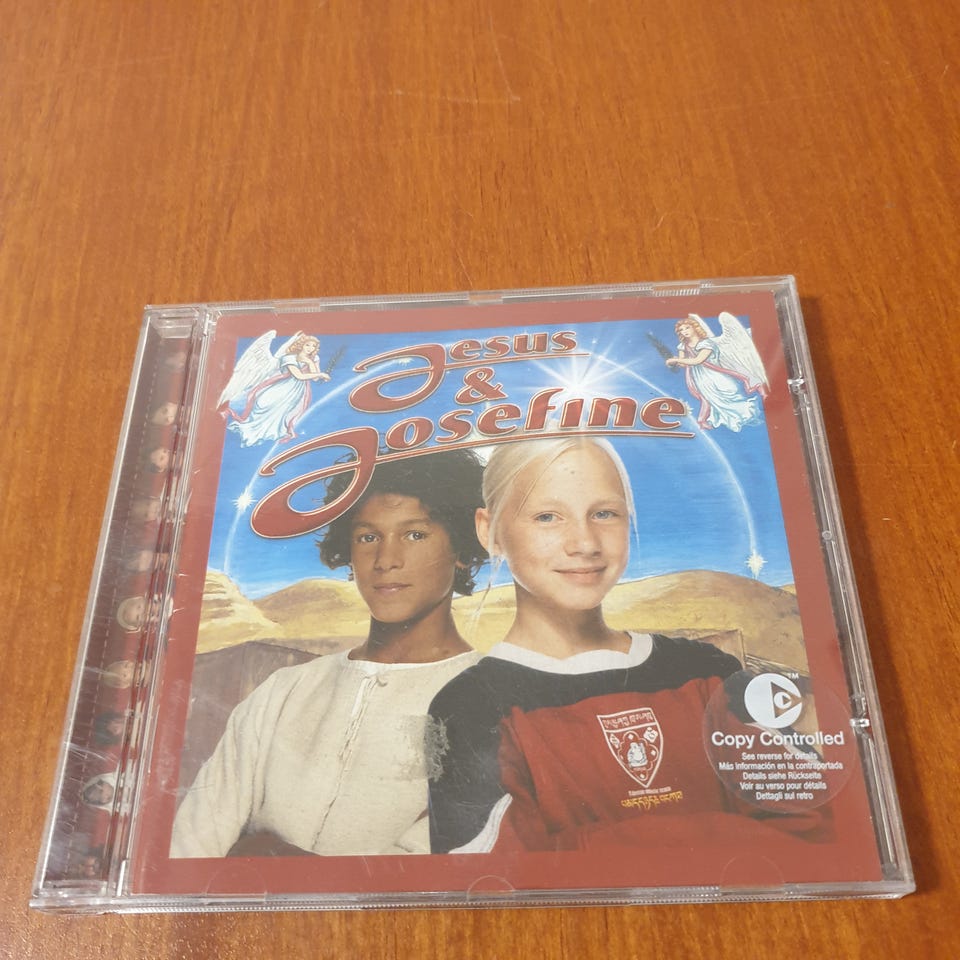 Jesus
&
Josefine
TM
Copy Controlled
See reverse for details
Más información en la contraportada
Details siehe Rückseite
Voir au verso pour détails
Dettagli sul retro